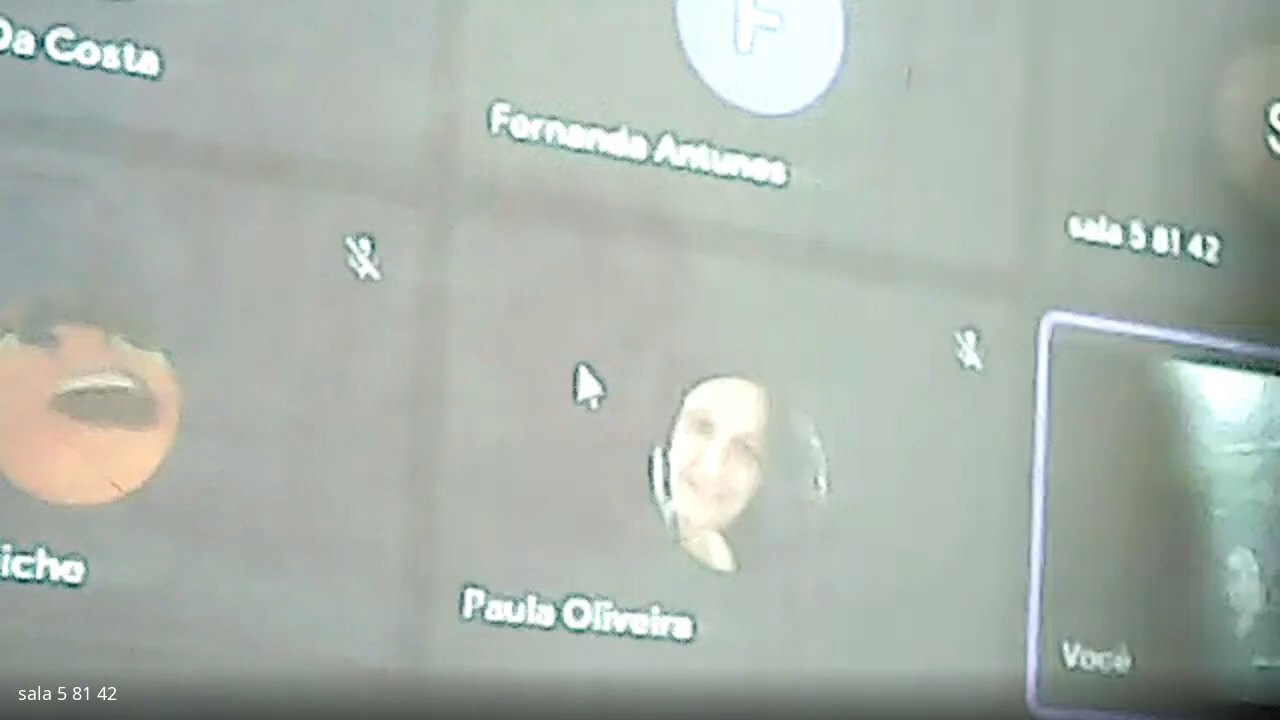 Da Costa
F
Fernanda Antunes
S
sala 5 81 42
icho
Paula Oliveira
Você
sala 5 81 42